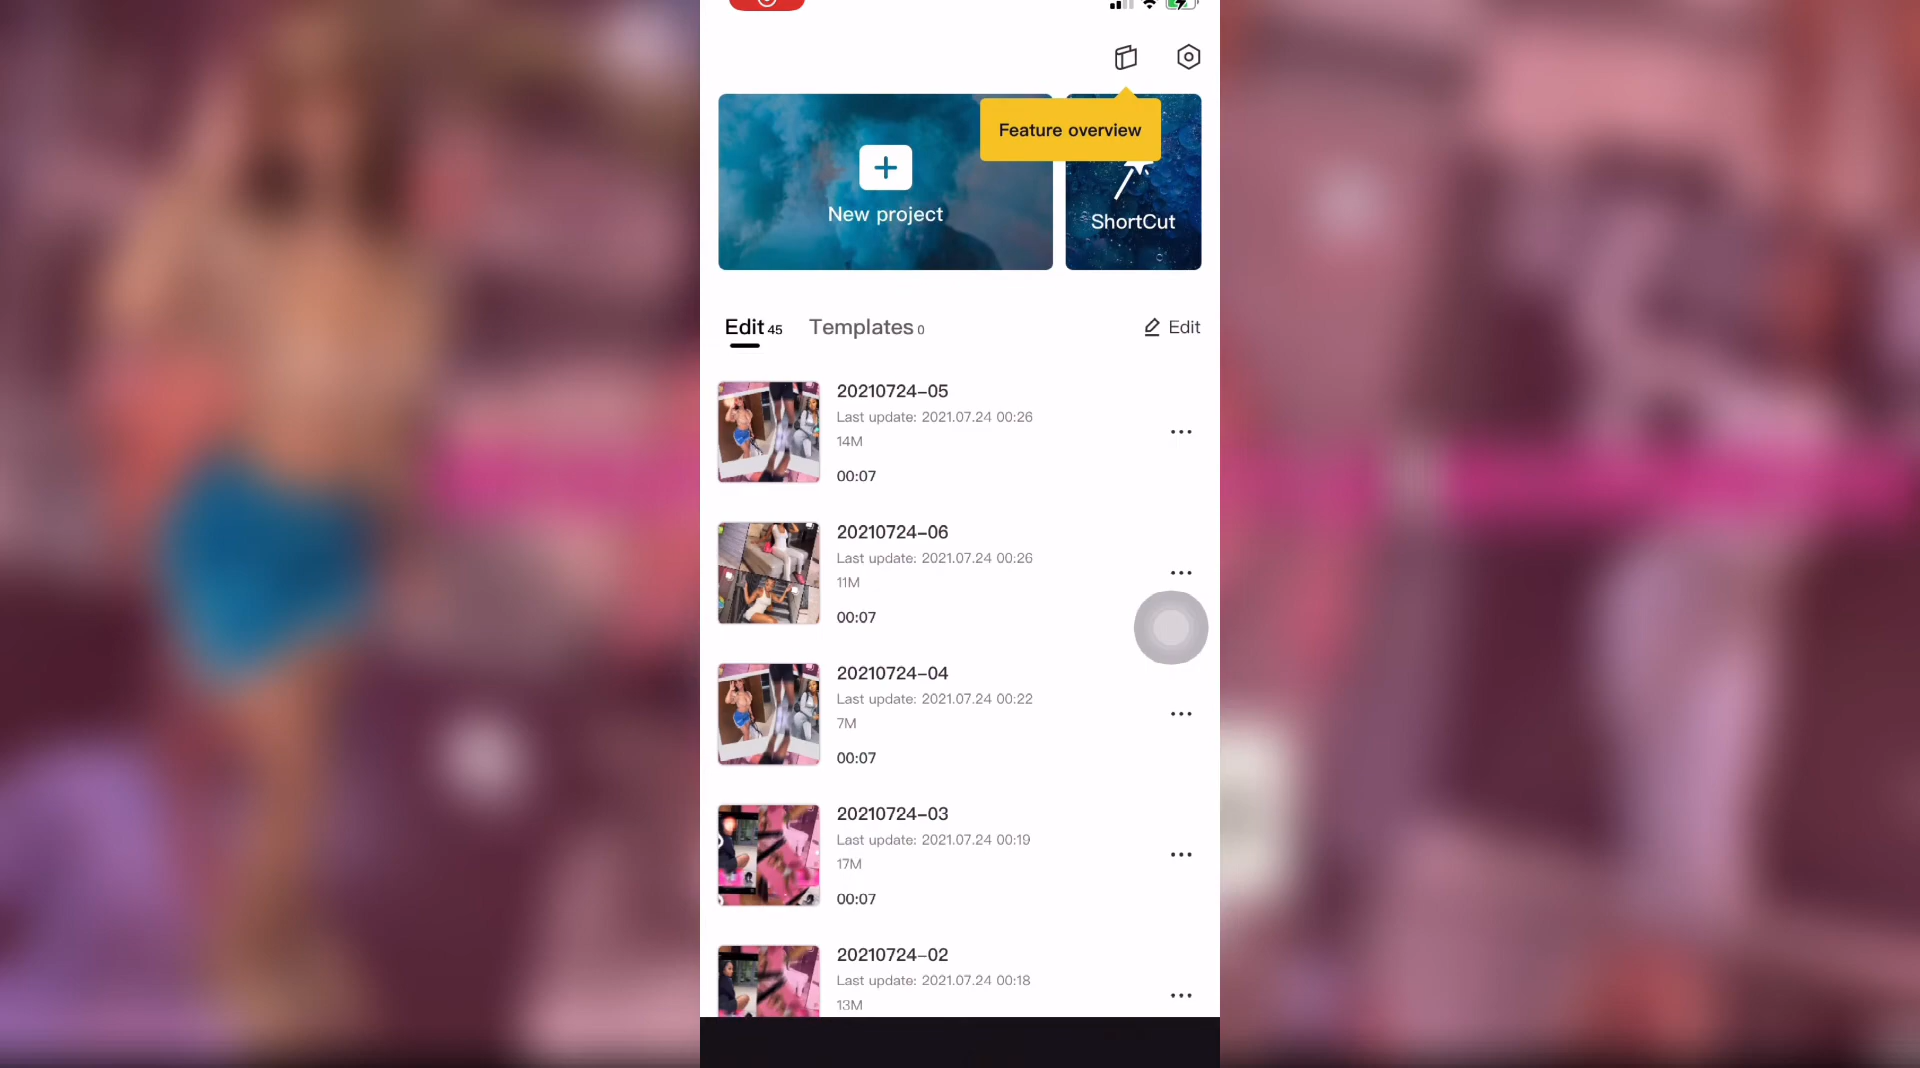 Feature overview
New project
ShortCut
Edit 45
Templates 0
Edit
20210724-05
Last update: 2021.07.24 00:26
14M
00:07
20210724-06
Last update: 2021.07.24 00:26
11M
00:07
20210724-04
Last update: 2021.07.24 00:22
7M
00:07
20210724-03
Last update: 2021.07.24 00:19
17M
00:07
20210724-02
Last update: 2021.07.24 00:18
13M